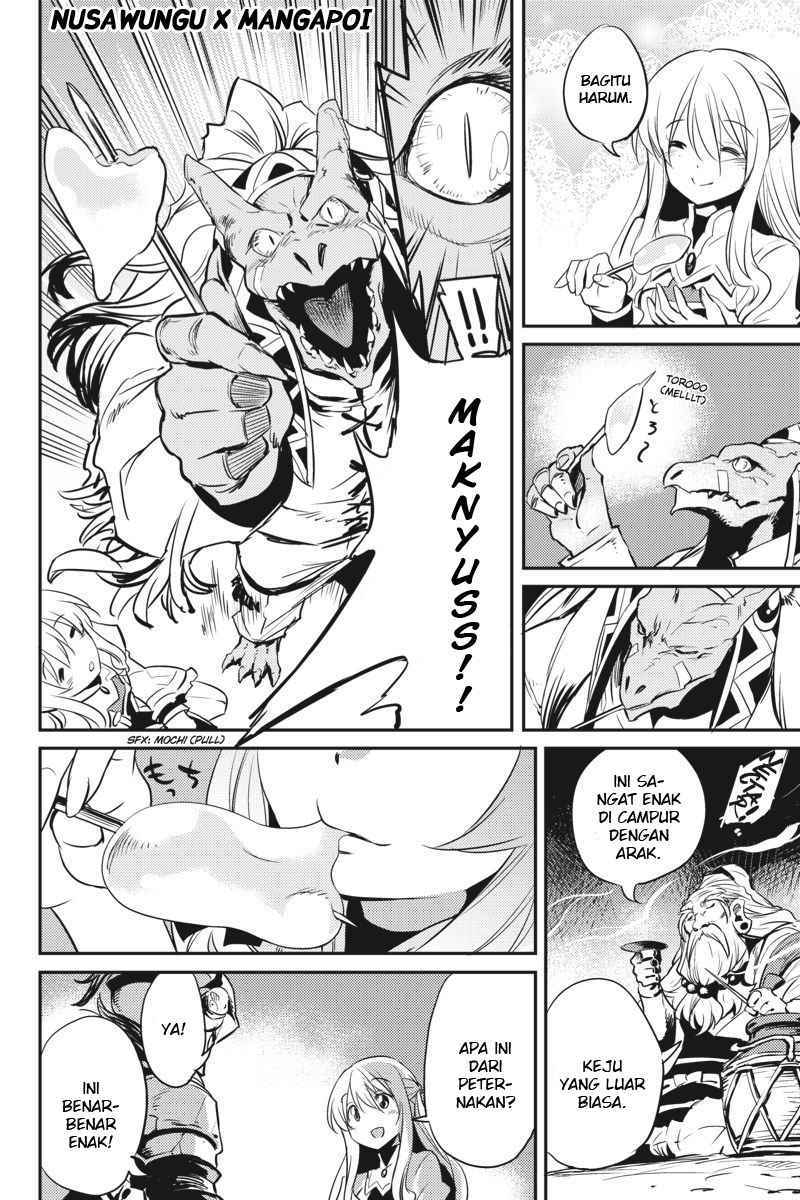 NUSAWUNGU X MANGAPOI
BAGITU
HARUM.
TOROOO
(MELLLT)
とろ〜
!!!
MAKNYUSS!!
SFX: MOCHI (PULL)
もっち
INI SA-
NGAT ENAK
DI CAMPUR
DENGAN
ARAK.
KEJU
YANG LUAR
BIASA.
APA INI
DARI
PETER-
NAKAN?
YA!
INI
BENAR-
BENAR
ENAK!